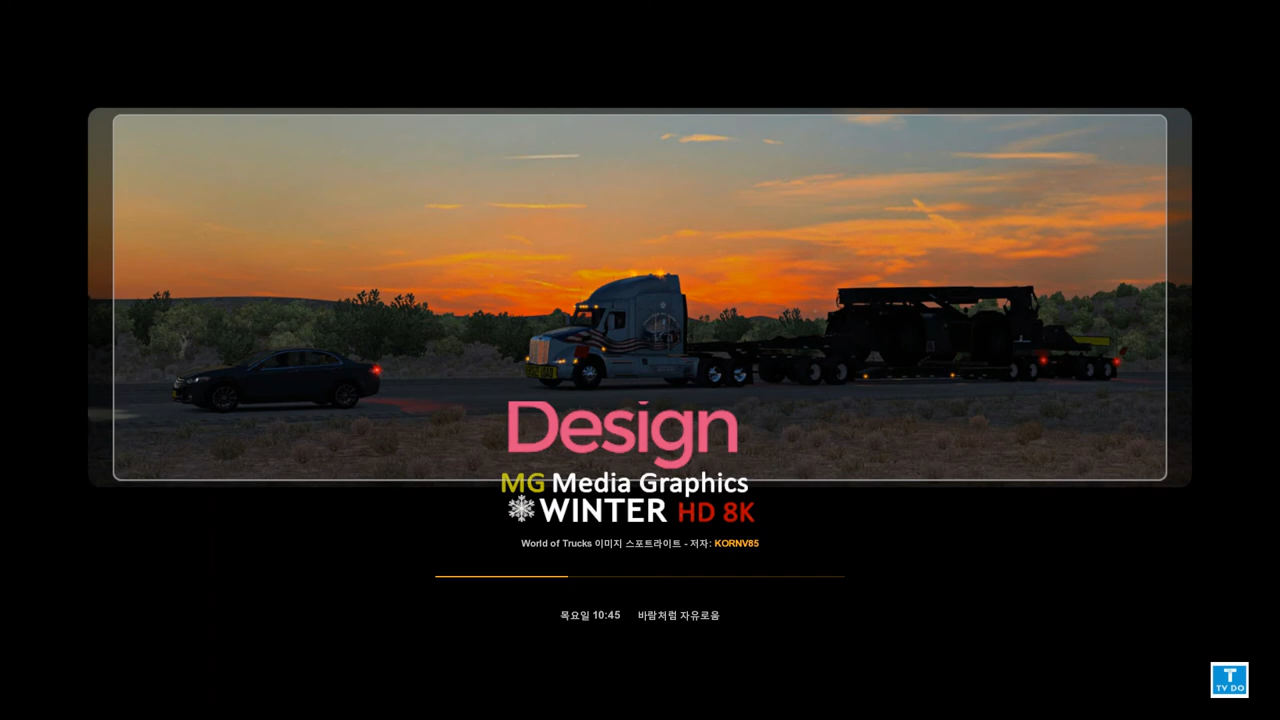 Design
MG Media Graphics
WINTER HD 8K
World of Trucks 이미지 스포트라이트 - 저자: KORNV85
목요일 10:45 바람처럼 자유로움
T
TV DO